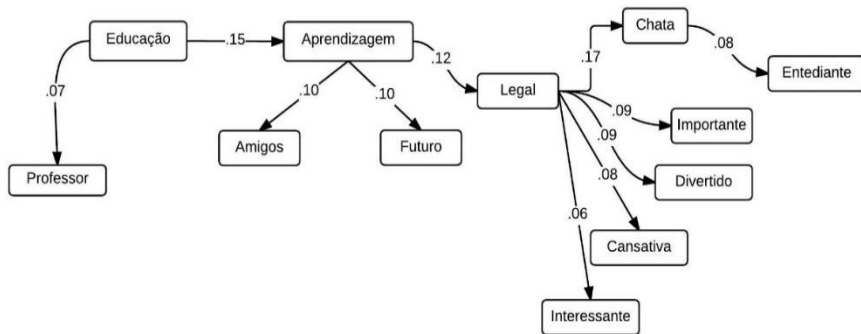 Educação
.15
Aprendizagem
.07
.12
.10
.10
Professor
Amigos
Futuro
Legal
.17
Chata
.08
Entediante
.09
Importante
.09
Divertido
.08
Cansativa
.06
Interessante